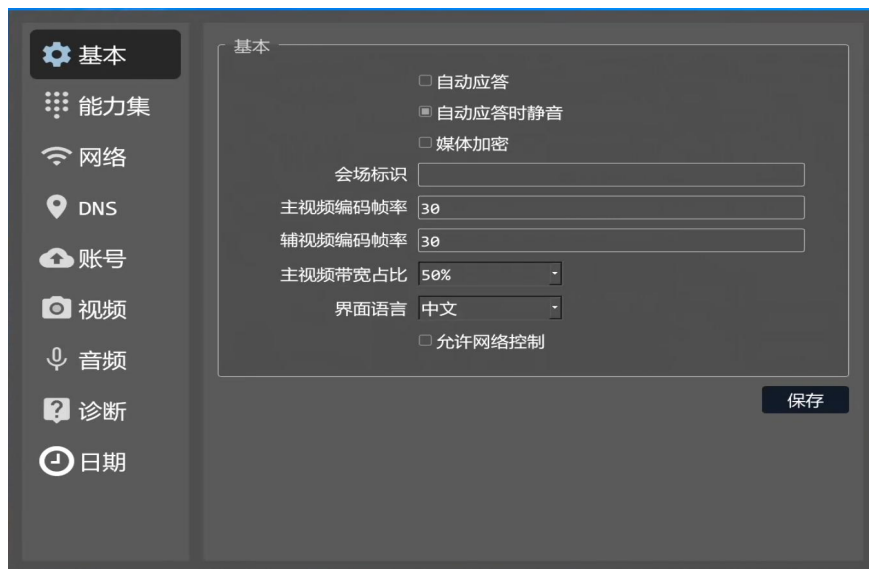 基本
能力集
网络
DNS
账号
视频
音频
诊断
日期
基本
自动应答
自动应答时静音
媒体加密
会场标识
主视频编码帧率 30
辅视频编码帧率 30
主视频带宽占比 50%
界面语言 中文
允许网络控制
保存